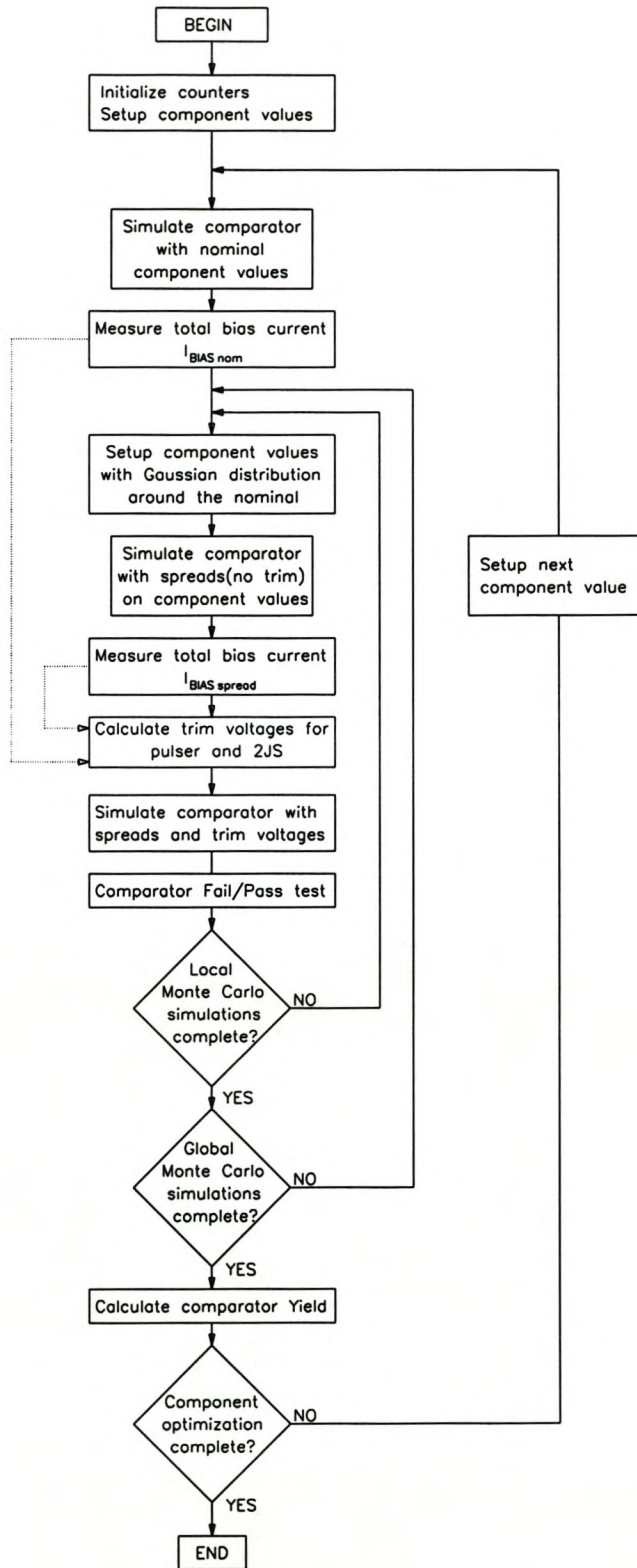 BEGIN
Initialize counters
Setup component values
Simulate comparator
with nominal
component values
Measure total bias current
IBIAS nom
Setup component values
with Gaussian distribution
around the nominal
Simulate comparator
with spreads(no trim)
on component values
Setup next
component value
Measure total bias current
IBIAS spread
Calculate trim voltages for
pulser and 2JS
Simulate comparator with
spreads and trim voltages
Comparator Fail/Pass test
Local
Monte Carlo
simulations
complete?
NO
YES
Global
Monte Carlo
simulations
complete?
NO
YES
Calculate comparator Yield
Component
optimization
complete?
NO
YES
END